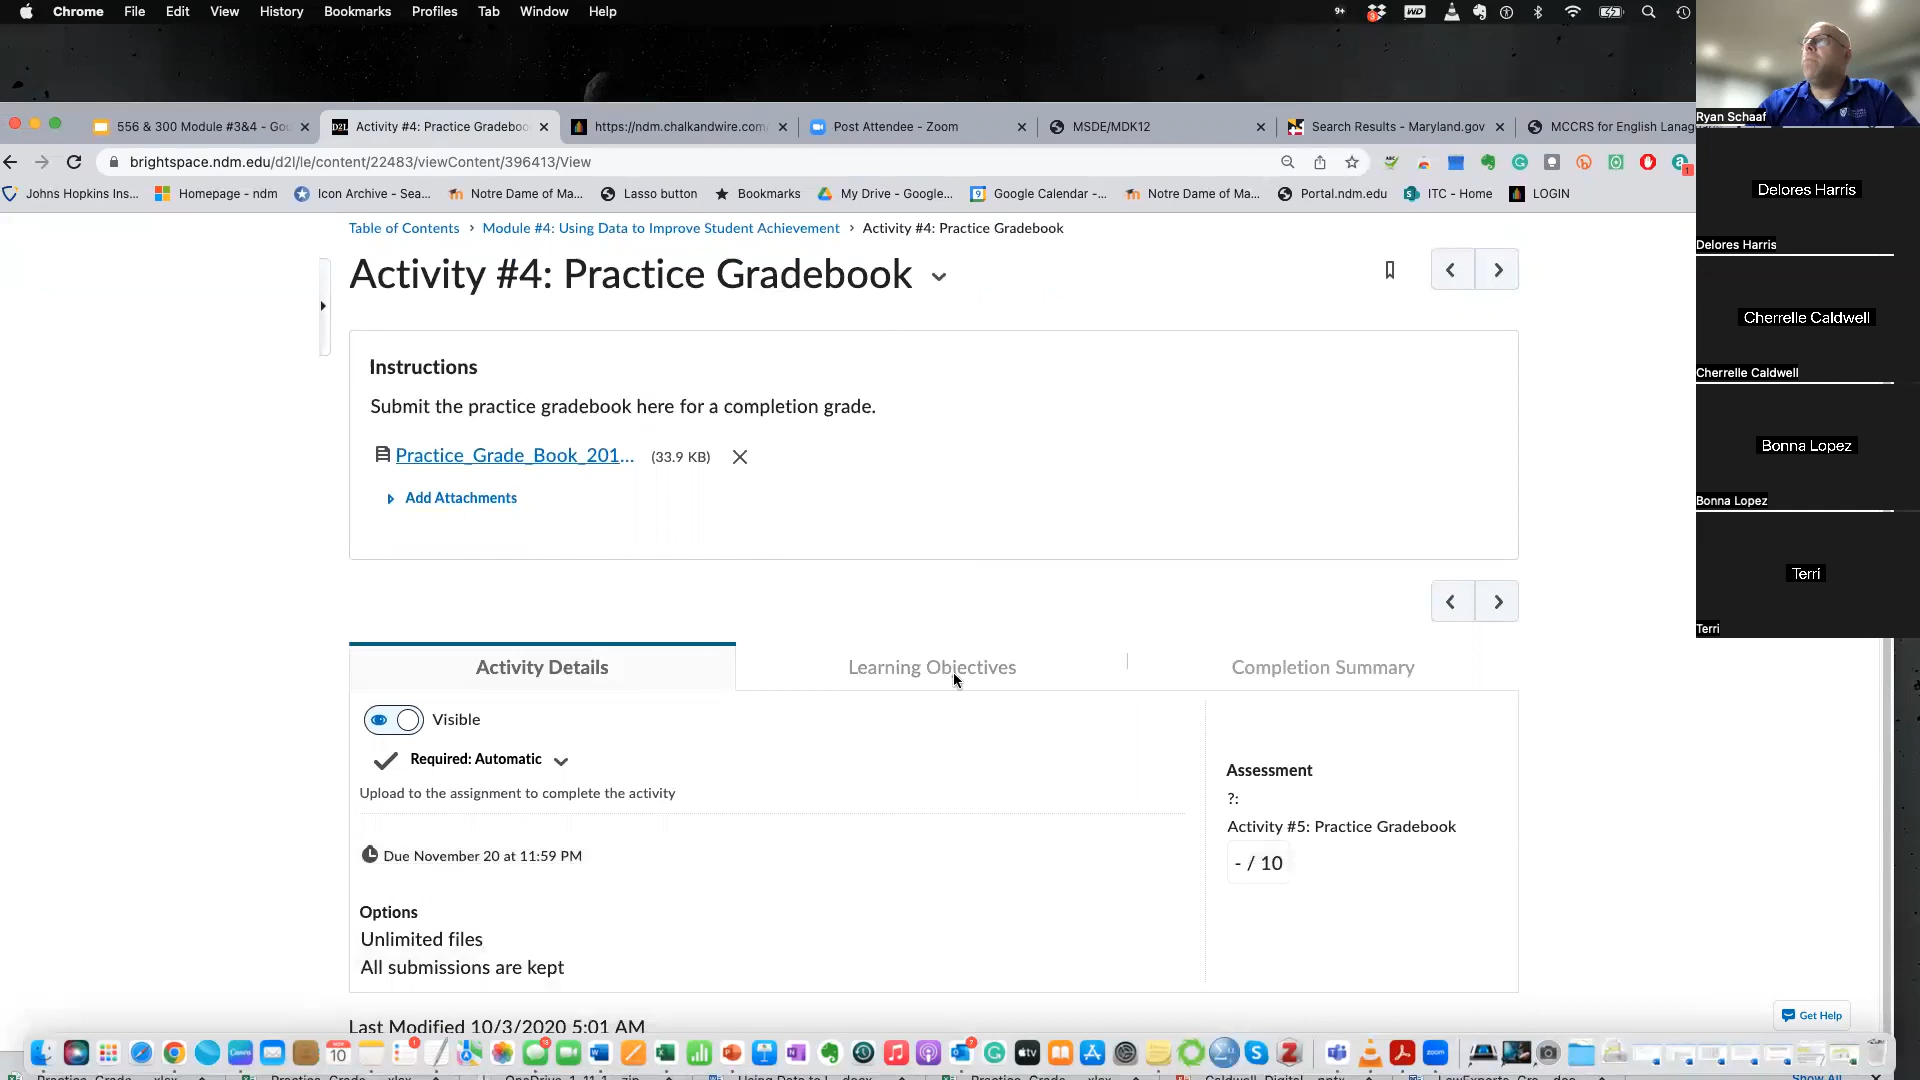 Chrome File Edit View History Bookmarks Profiles Tab Window Help
9+
WD
556 & 300 Module #3&4 - Go
Activity #4: Practice Gradeboo
https://ndm.chalkandwire.com/
Post Attendee - Zoom
MSDE/MDK12
Search Results - Maryland.gov
MCCRS for English Lanag
brightspace.ndm.edu/d2l/le/content/22483/viewContent/396413/View
Johns Hopkins Ins...
Homepage - ndm
Icon Archive - Sea...
Notre Dame of Ma...
Lasso button
Bookmarks
My Drive - Google...
Google Calendar -...
Notre Dame of Ma...
Portal.ndm.edu
ITC - Home
LOGIN
Table of Contents › Module #4: Using Data to Improve Student Achievement › Activity #4: Practice Gradebook
Activity #4: Practice Gradebook
Instructions
Submit the practice gradebook here for a completion grade.
Practice_Grade_Book_201... (33.9 KB)
Add Attachments
Activity Details
Learning Objectives
Completion Summary
Visible
Required: Automatic
Upload to the assignment to complete the activity
Due November 20 at 11:59 PM
Options
Unlimited files
All submissions are kept
Assessment
?:
Activity #5: Practice Gradebook
- / 10
Last Modified 10/3/2020 5:01 AM
Get Help
Ryan Schaaf
Delores Harris
Delores Harris
Cherrelle Caldwell
Cherrelle Caldwell
Bonna Lopez
Bonna Lopez
Terri
Terri